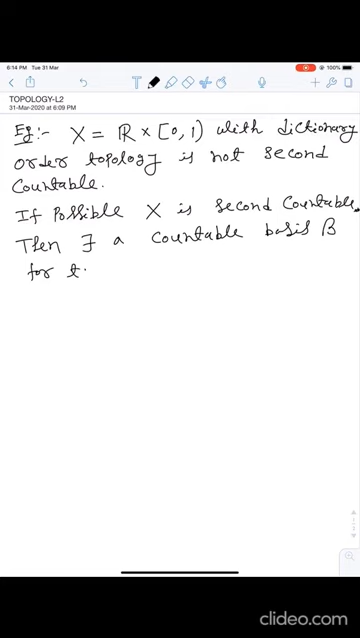 6:14 PM Tue 31 Mar
100%
TOPOLOGY-L2
31-Mar-2020 at 6:09 PM
Eg:- X = ℝ × [0, 1) with dictionary
order topology is not second
Countable.
If Possible X is second Countable.
Then ∃ a Countable basis β
for t.
clideo.com